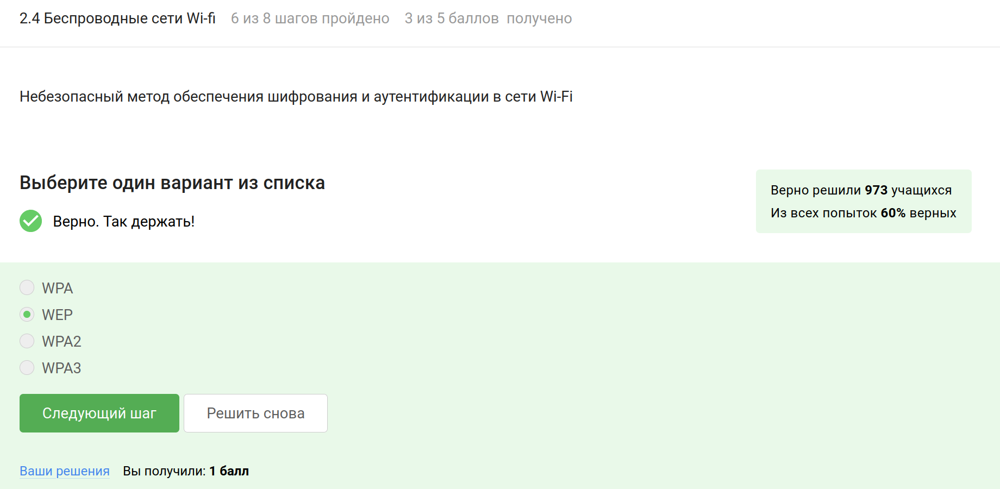 2.4 Беспроводные сети Wi-fi 6 из 8 шагов пройдено 3 из 5 баллов получено
Небезопасный метод обеспечения шифрования и аутентификации в сети Wi-Fi
Выберите один вариант из списка
Верно. Так держать!
Верно решили 973 учащихся
Из всех попыток 60% верных
WPA
WEP
WPA2
WPA3
Следующий шаг Решить снова
Ваши решения Вы получили: 1 балл